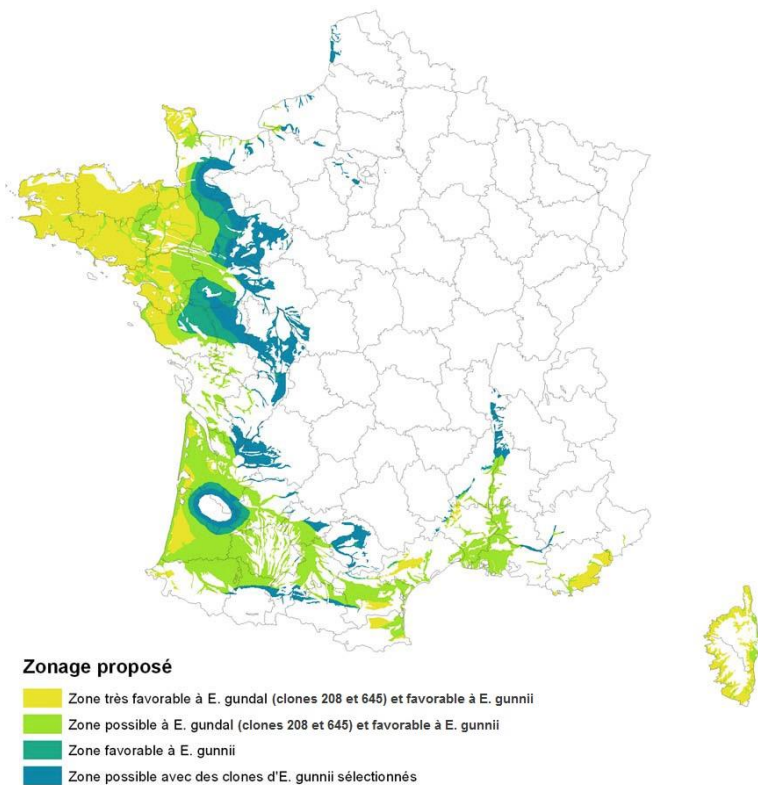 Zonage proposé
Zone très favorable à E. gundal (clones 208 et 645) et favorable à E. gunnii
Zone possible à E. gundal (clones 208 et 645) et favorable à E. gunnii
Zone favorable à E. gunnii
Zone possible avec des clones d'E. gunnii sélectionnés